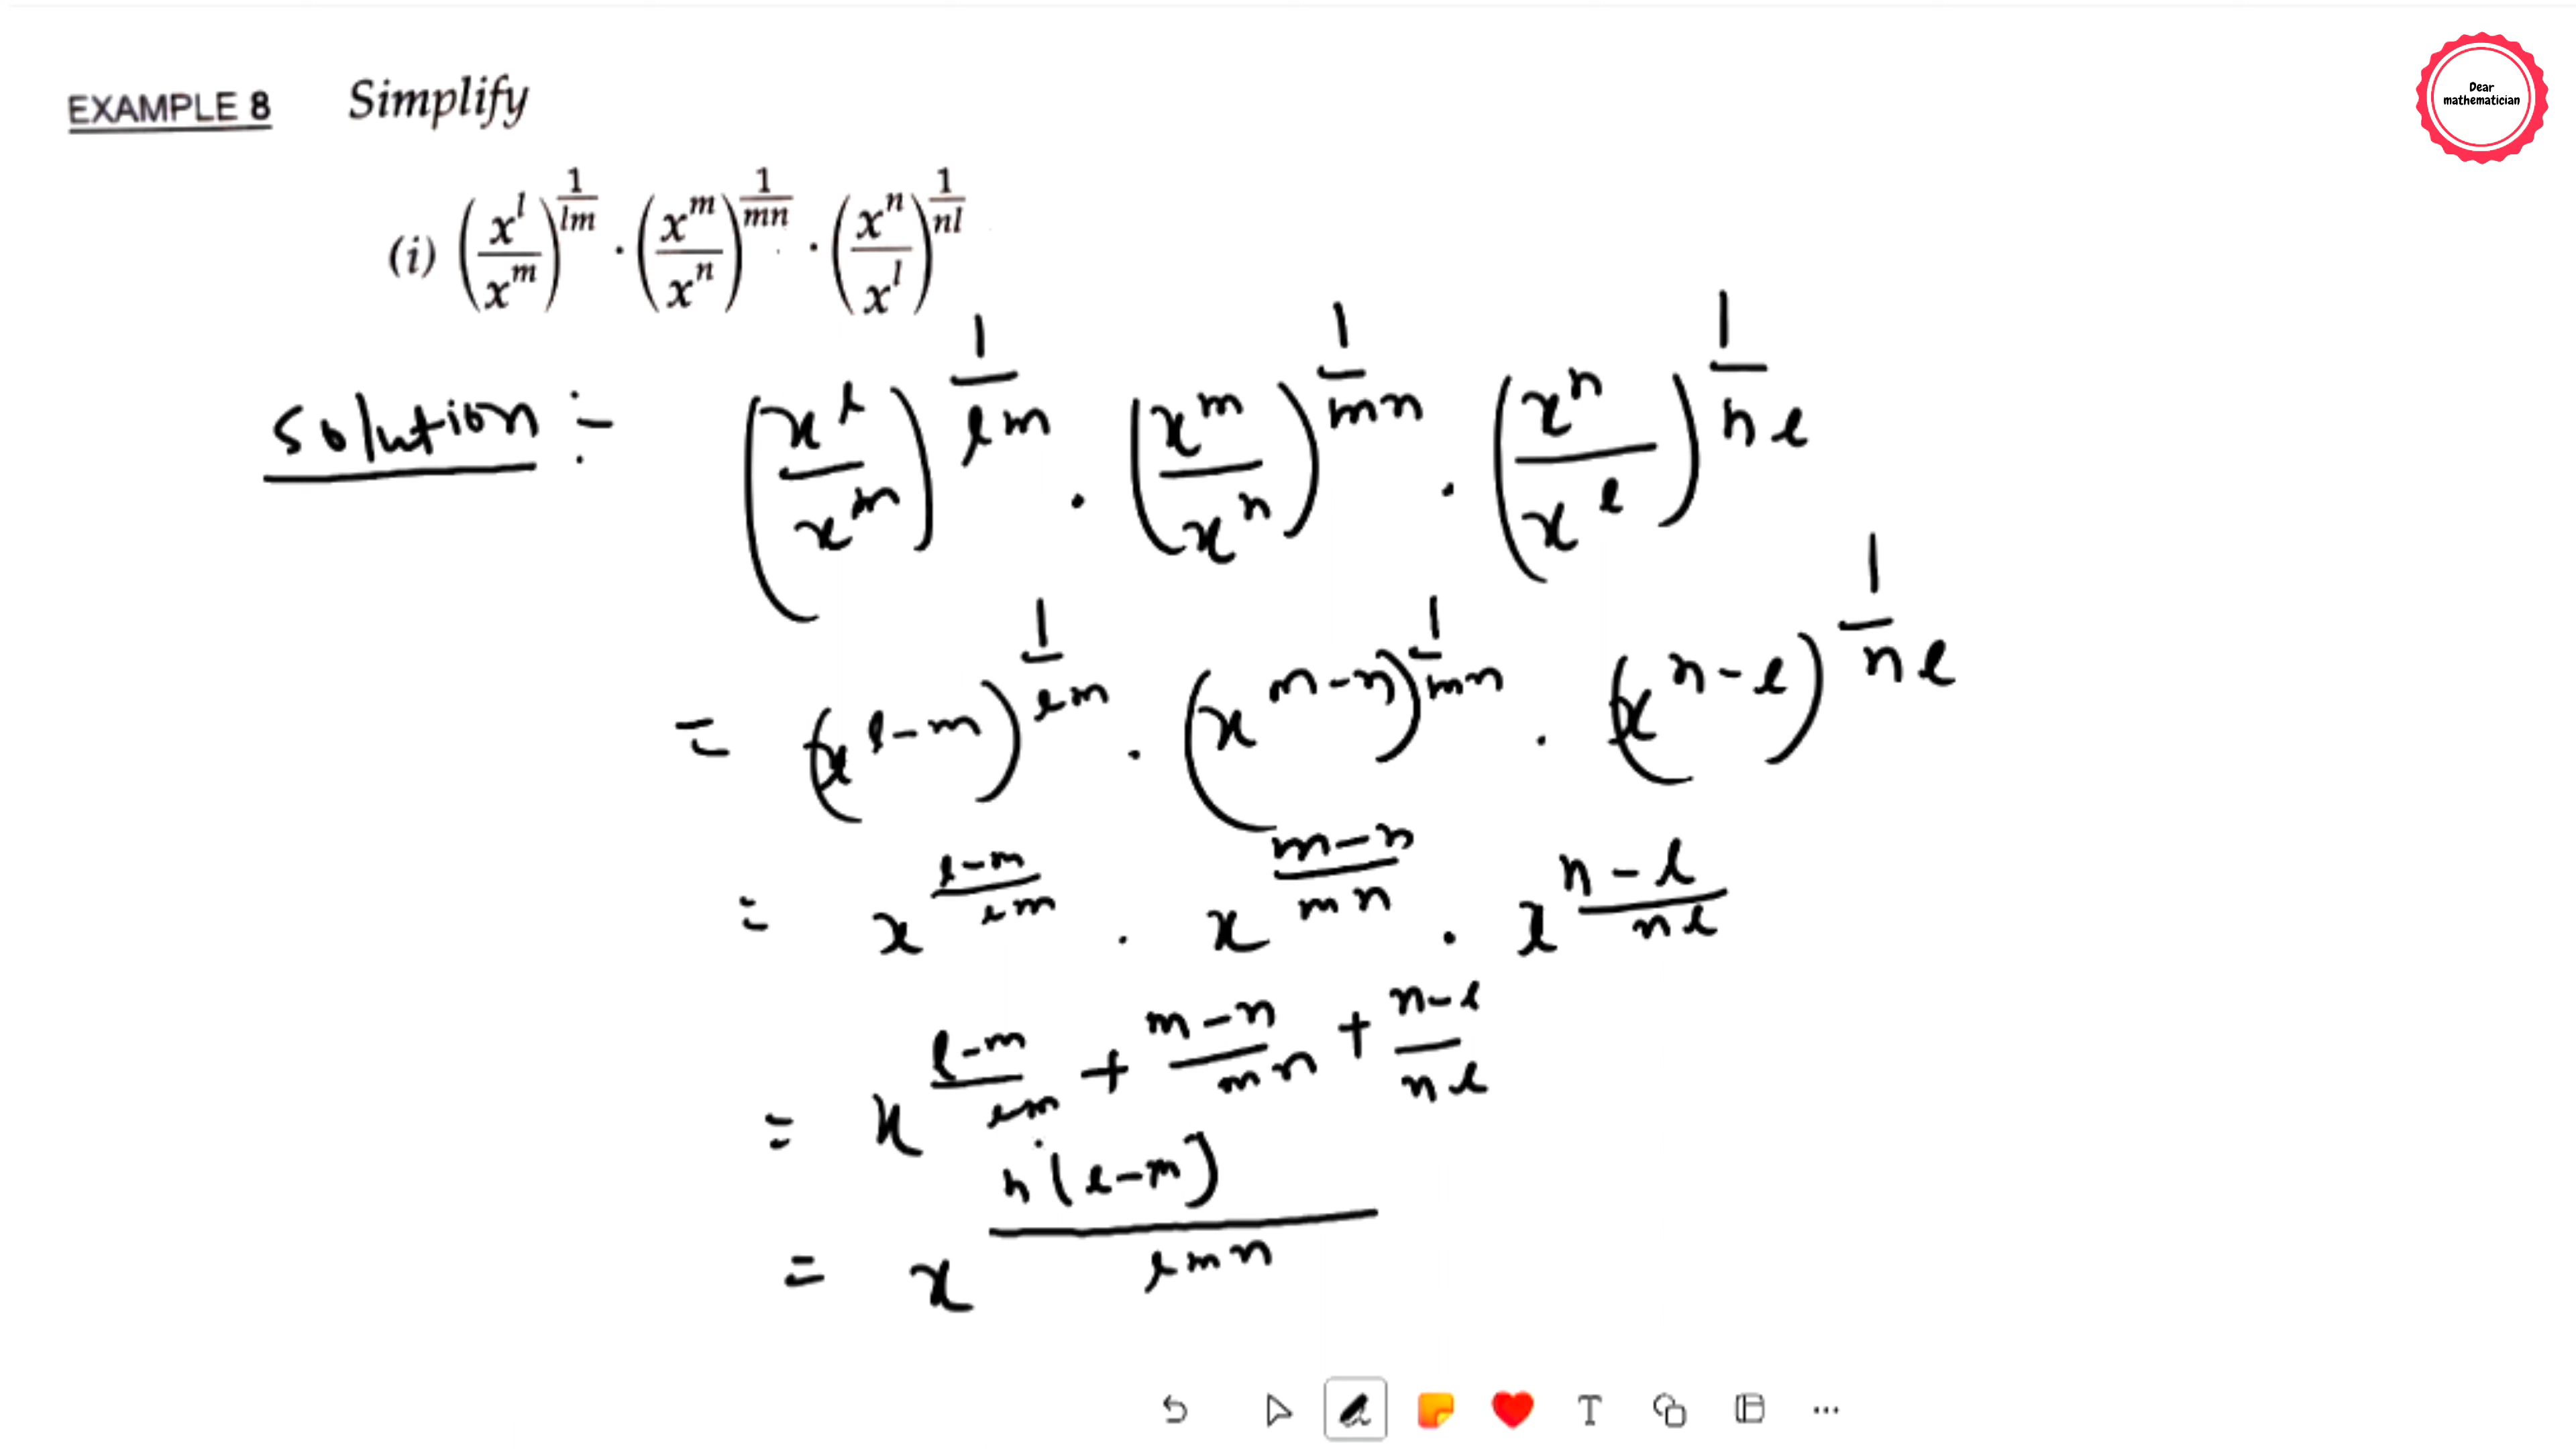 Dear
mathematician
EXAMPLE 8 Simplify
(i) (x^l/x^m)^(1/lm) · (x^m/x^n)^(1/mn) · (x^n/x^l)^(1/nl)
Solution :- (x^l/x^m)^(1/lm) · (x^m/x^n)^(1/mn) · (x^n/x^l)^(1/nl)
= (x^(l-m))^(1/lm) · (x^(m-n))^(1/mn) · (x^(n-l))^(1/nl)
= x^((l-m)/lm) · x^((m-n)/mn) · x^((n-l)/nl)
= x^((l-m)/lm + (m-n)/mn + (n-l)/nl)
= x^(n(l-m)/lmn)
T